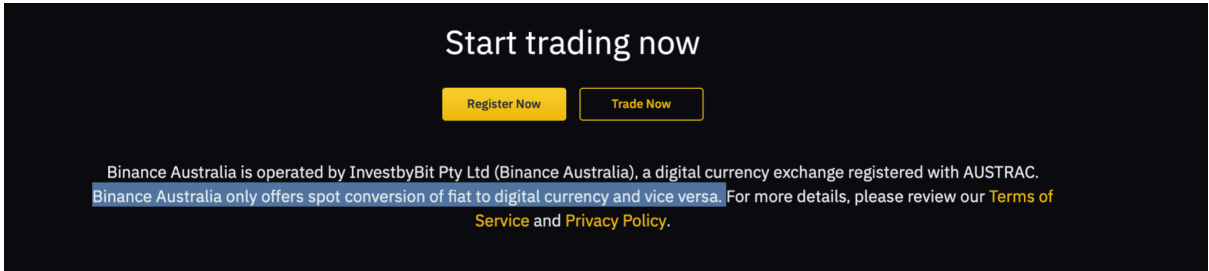 Start trading now
Register Now
Trade Now
Binance Australia is operated by InvestbyBit Pty Ltd (Binance Australia), a digital currency exchange registered with AUSTRAC.
Binance Australia only offers spot conversion of fiat to digital currency and vice versa. For more details, please review our Terms of
Service and Privacy Policy.